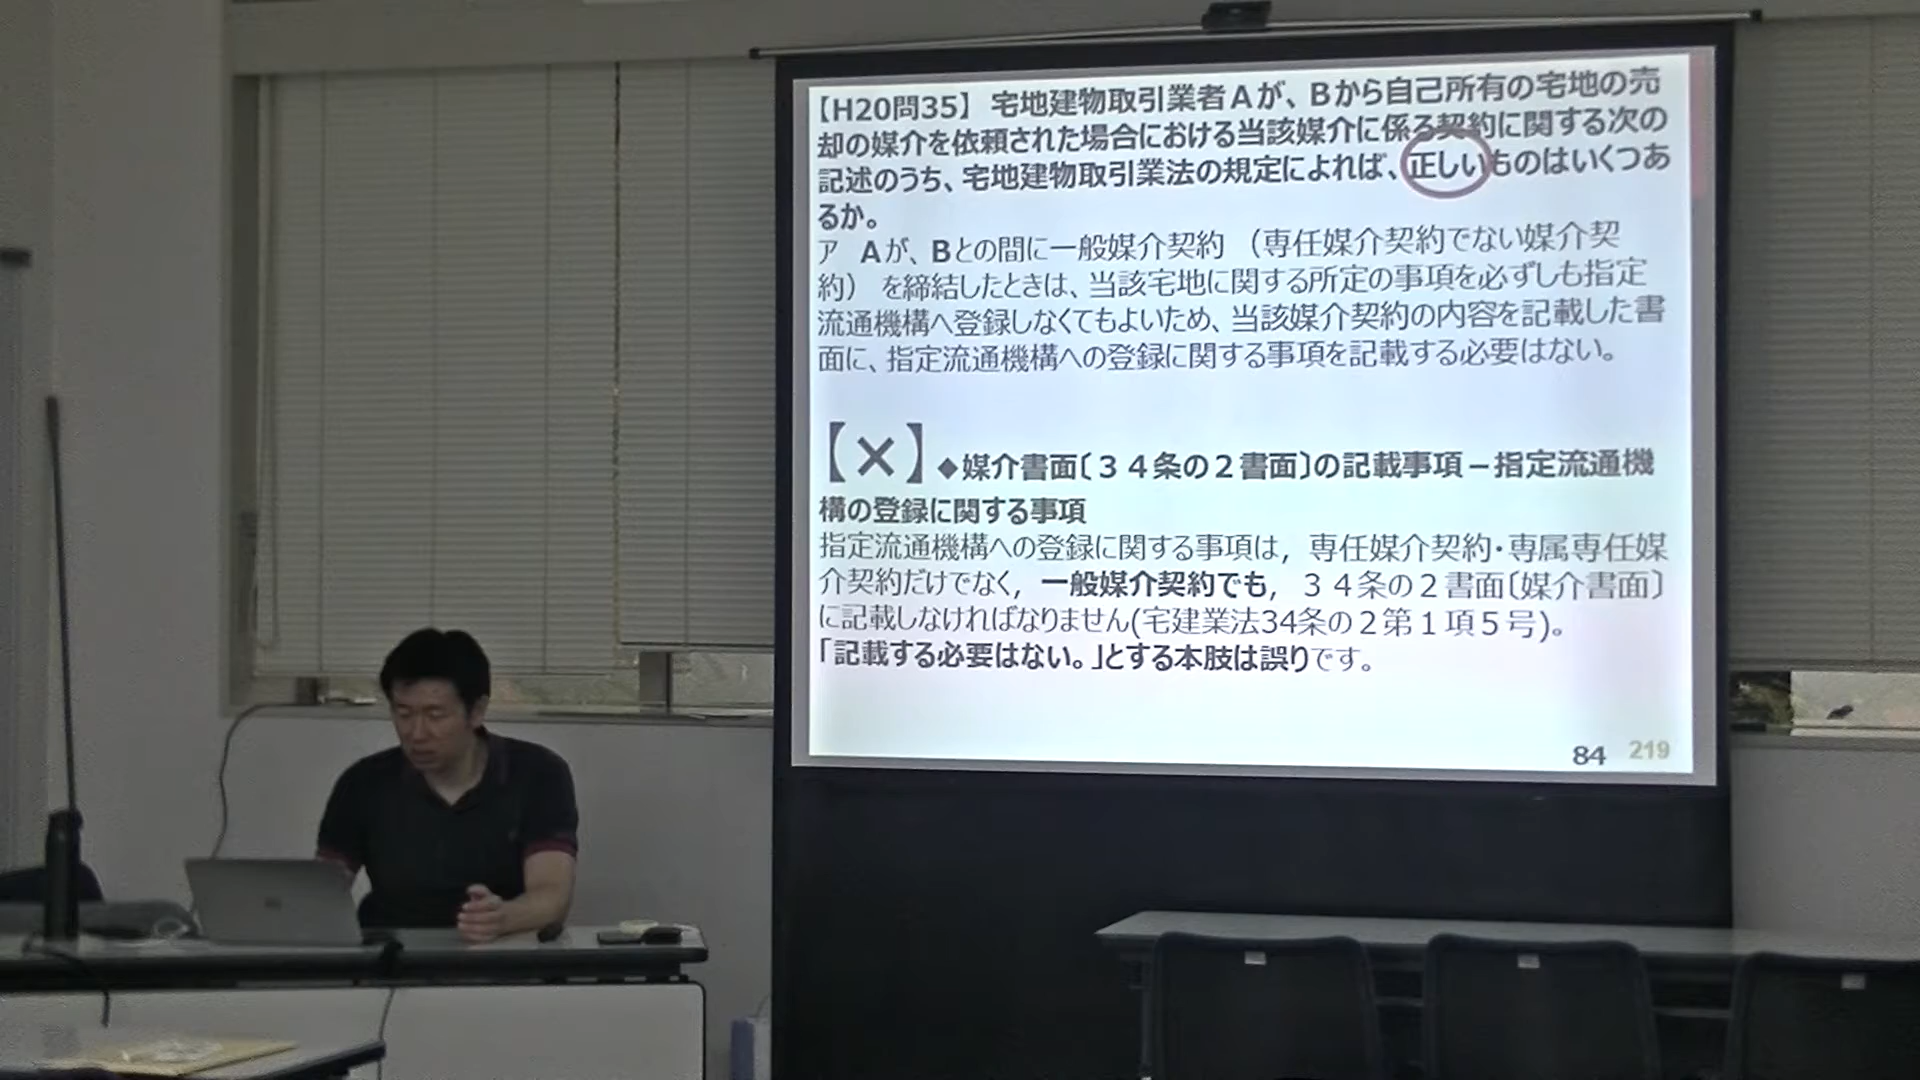 【H20問35】 宅地建物取引業者Aが、Bから自己所有の宅地の売
却の媒介を依頼された場合における当該媒介に係る契約に関する次の
記述のうち、宅地建物取引業法の規定によれば、正しいものはいくつあ
るか。
ア Aが、Bとの間に一般媒介契約 （専任媒介契約でない媒介契
約） を締結したときは、当該宅地に関する所定の事項を必ずしも指定
流通機構へ登録しなくてもよいため、当該媒介契約の内容を記載した書
面に、指定流通機構への登録に関する事項を記載する必要はない。
【×】◆媒介書面〔３４条の２書面〕の記載事項－指定流通機
構の登録に関する事項
指定流通機構への登録に関する事項は，専任媒介契約・専属専任媒
介契約だけでなく，一般媒介契約でも，３４条の２書面〔媒介書面〕
に記載しなければなりません(宅建業法34条の２第１項５号)。
「記載する必要はない。」とする本肢は誤りです。
84 219